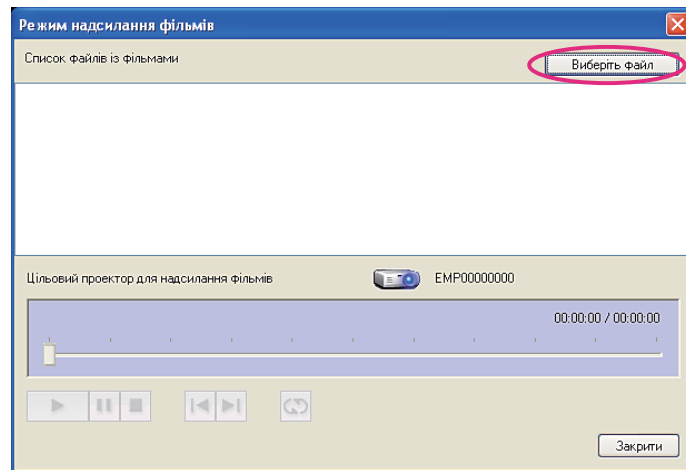 Режим надсилання фільмів
Список файлів із фільмами
Виберіть файл
Цільовий проектор для надсилання фільмів
EMP00000000
00:00:00 / 00:00:00
Закрити